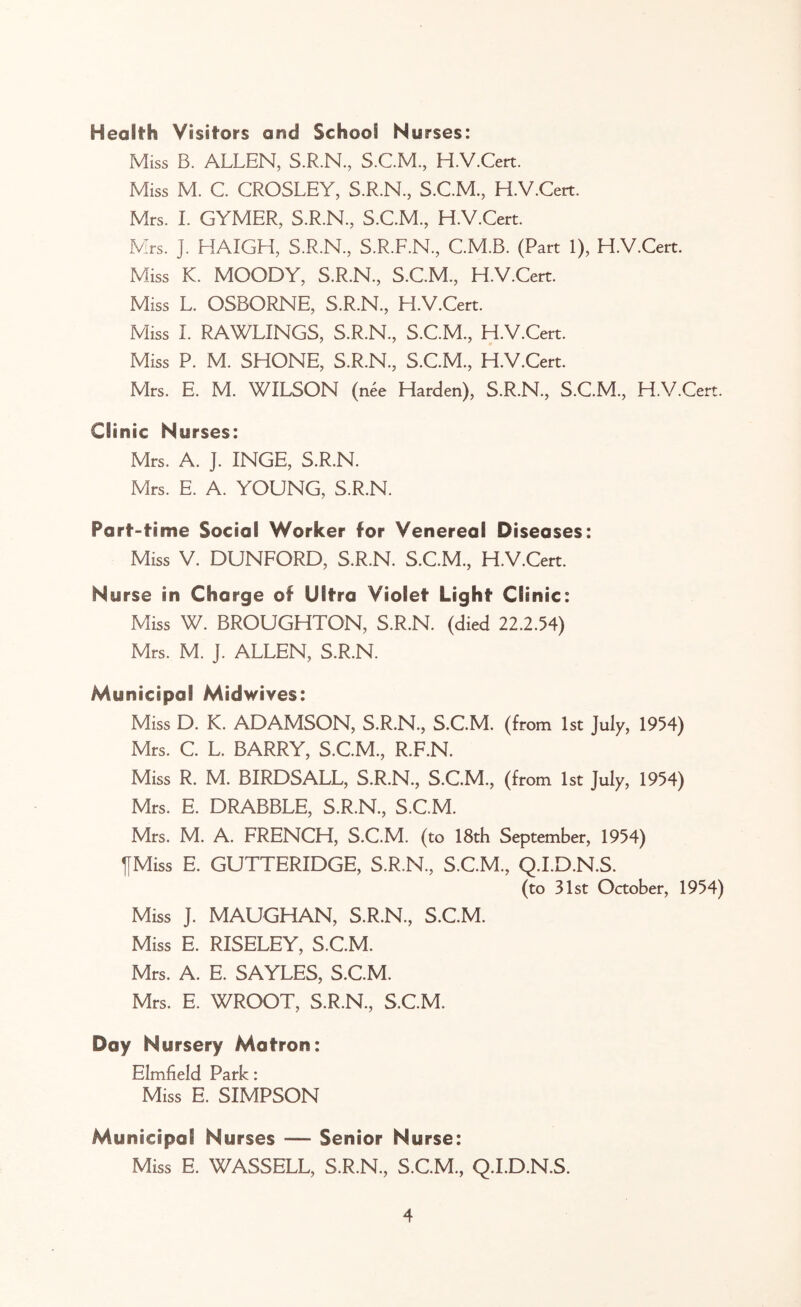 Health Visitors and School Nurses:
Miss B. ALLEN, S.R.N., S.C.M., H.V.Cert.
Miss M. C. CROSLEY, S.R.N., S.C.M., H.V.Cert.
Mrs. I. GYMER, S.R.N., S.C.M., H.V.Cert.
Mrs. J. HAIGH, S.R.N., S.R.F.N., C.M.B. (Part 1), H.V.Cert.
Miss K. MOODY, S.R.N., S.C.M., H.V.Cert.
Miss L. OSBORNE, S.R.N., H.V.Cert.
Miss I. RAWLINGS, S.R.N., S.C.M., H.V.Cert.
Miss P. M. SHONE, S.R.N., S.C.M., H.V.Cert.
Mrs. E. M. WILSON (née Harden), S.R.N., S.C.M., H.V.Cert.
Clinic Nurses:
Mrs. A. J. INGE, S.R.N.
Mrs. E. A. YOUNG, S.R.N.
Part-time Social Worker for Venereal Diseases:
Miss V. DUNFORD, S.R.N. S.C.M., H.V.Cert.
Nurse in Charge of Ultra Violet Light Clinic:
Miss W. BROUGHTON, S.R.N. (died 22.2.54)
Mrs. M. J. ALLEN, S.R.N.
Municipal Midwives:
Miss D. K. ADAMSON, S.R.N., S.C.M. (from 1st July, 1954)
Mrs. C. L. BARRY, S.C.M., R.F.N.
Miss R. M. BIRDSALL, S.R.N., S.C.M., (from 1st July, 1954)
Mrs. E. DRABBLE, S.R.N., S.C.M.
Mrs. M. A. FRENCH, S.C.M. (to 18th September, 1954)
¶Miss E. GUTTERIDGE, S.R.N., S.C.M., Q.I.D.N.S.
(to 31st October, 1954)
Miss J. MAUGHAN, S.R.N., S.C.M.
Miss E. RISELEY, S.C.M.
Mrs. A. E. SAYLES, S.C.M.
Mrs. E. WROOT, S.R.N., S.C.M.
Day Nursery Matron:
Elmfield Park:
Miss E. SIMPSON
Municipal Nurses — Senior Nurse:
Miss E. WASSELL, S.R.N., S.C.M., Q.I.D.N.S.
4